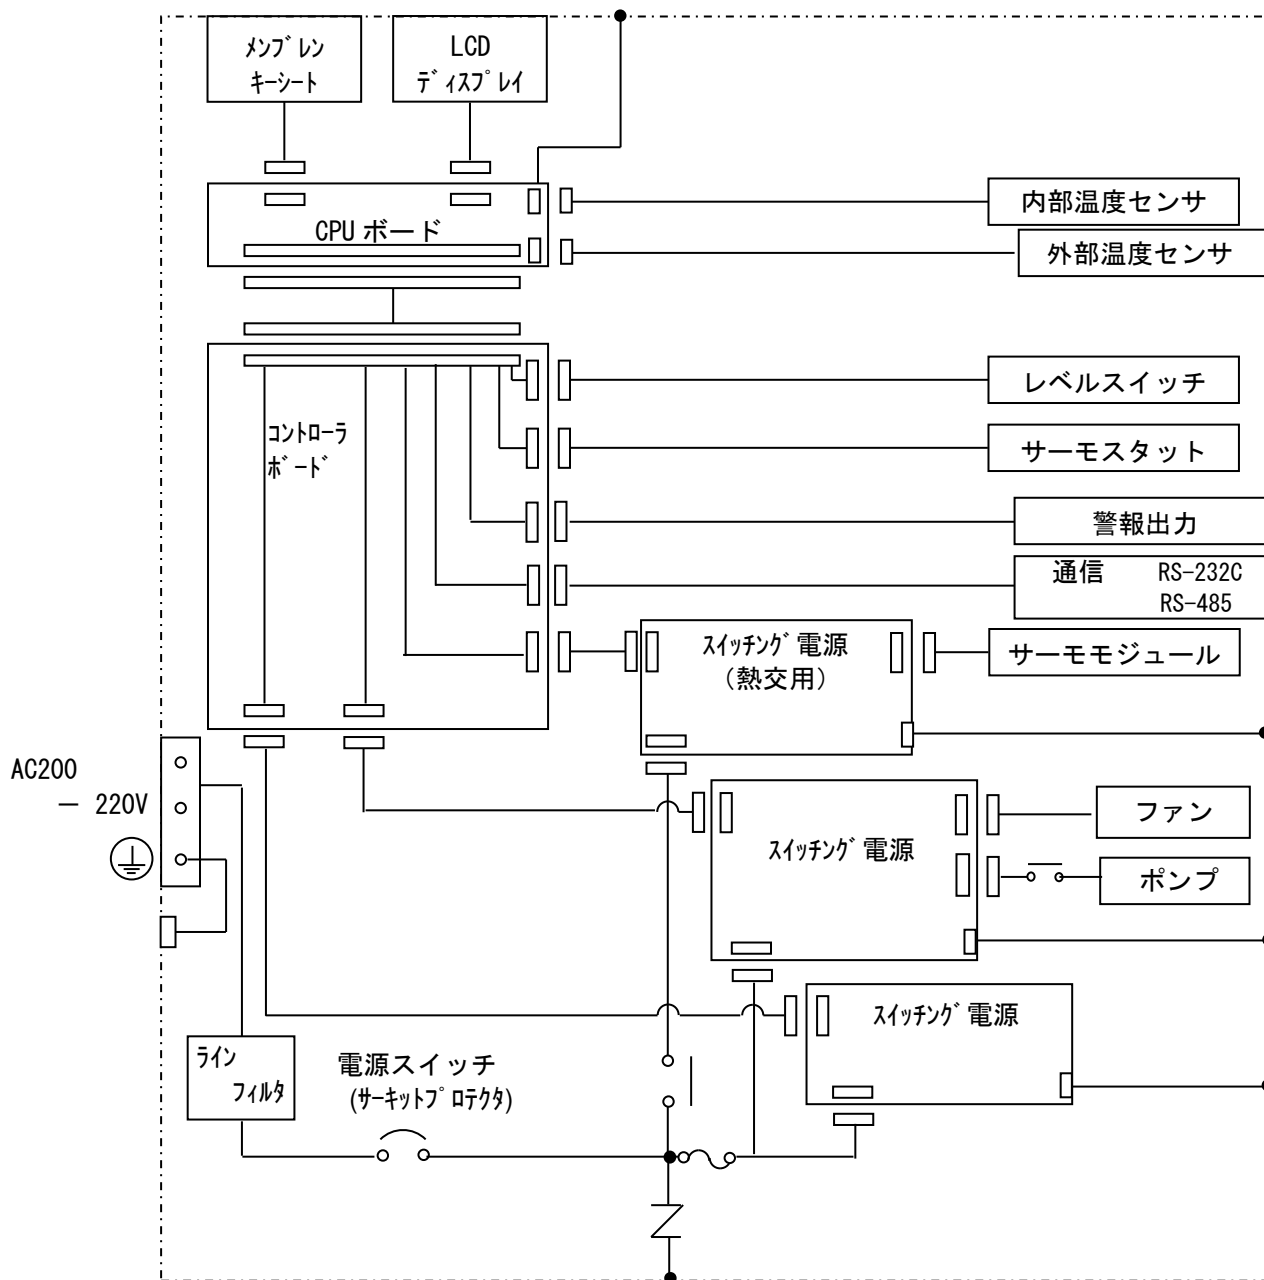 ﾒﾝﾌﾞﾚﾝ
ｷｰｼｰﾄ
LCD
ﾃﾞｨｽﾌﾟﾚｲ
CPU ボード
内部温度センサ
外部温度センサ
ｺﾝﾄﾛｰﾗ
ﾎﾞｰﾄﾞ
レベルスイッチ
サーモスタット
警報出力
通信 RS-232C
RS-485
ｽｲｯﾁﾝｸﾞ電源
(熱交用)
サーモモジュール
AC200
－ 220V
ｽｲｯﾁﾝｸﾞ電源
ファン
ポンプ
ｽｲｯﾁﾝｸﾞ電源
ﾗｲﾝ
ﾌｨﾙﾀ
電源スイッチ
(ｻｰｷｯﾄﾌﾟﾛﾃｸﾀ)